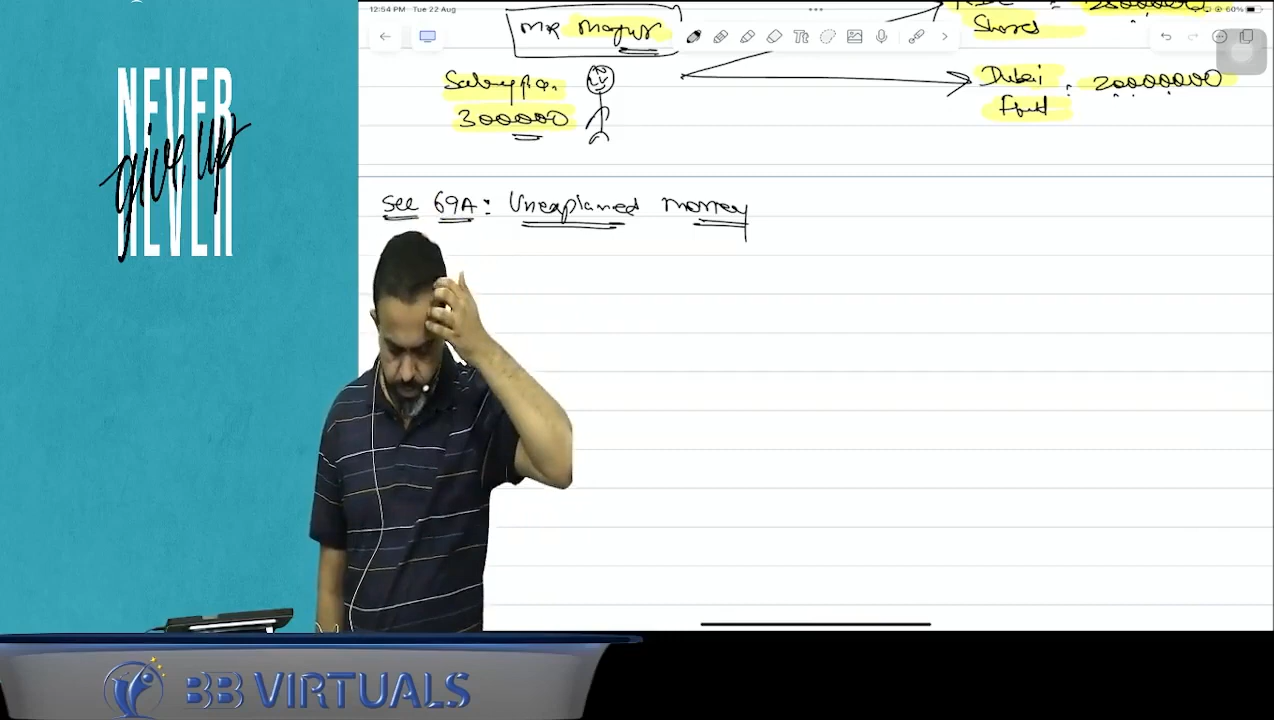 12:54 PM Tue 22 Aug
60%
Shares
MR Mayur
Salary p.a. Dubai : 20000000
300000 Flat
NEVER
give up
NEVER
Sec 69A: Unexplained money
BB VIRTUALS